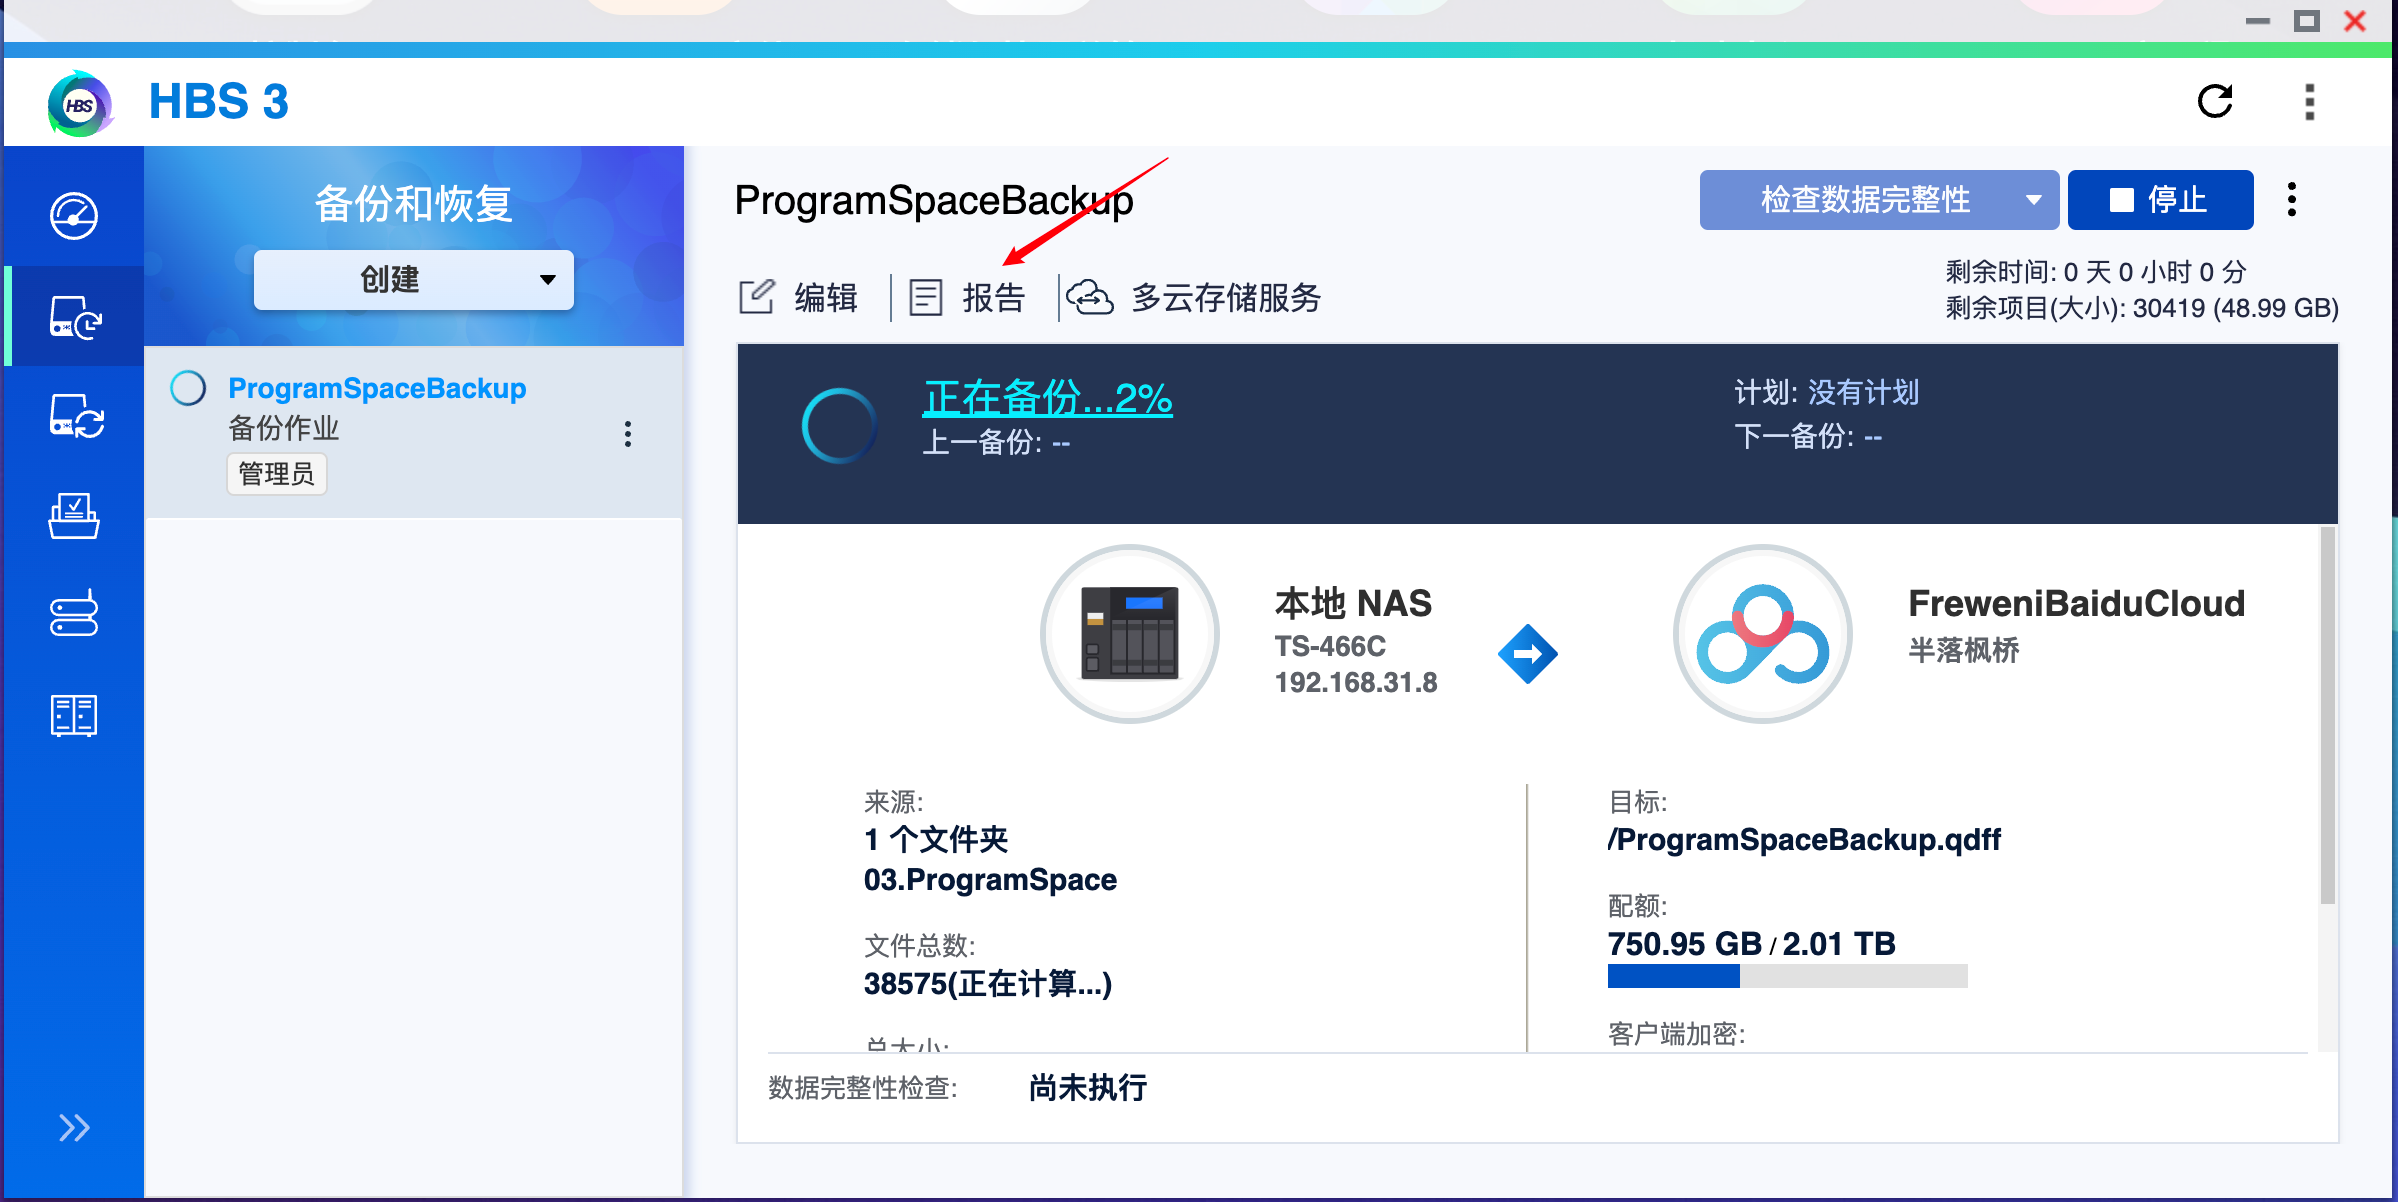 HBS
HBS 3
备份和恢复
创建
ProgramSpaceBackup
备份作业
管理员
ProgramSpaceBackup
检查数据完整性
停止
编辑
报告
多云存储服务
剩余时间: 0 天 0 小时 0 分
剩余项目(大小): 30419 (48.99 GB)
正在备份...2%
上一备份: --
计划: 没有计划
下一备份: --
本地 NAS
TS-466C
192.168.31.8
FreweniBaiduCloud
半落枫桥
来源:
1 个文件夹
03.ProgramSpace
文件总数:
38575(正在计算...)
总大小:
目标:
/ProgramSpaceBackup.qdff
配额:
750.95 GB / 2.01 TB
客户端加密:
数据完整性检查:
尚未执行